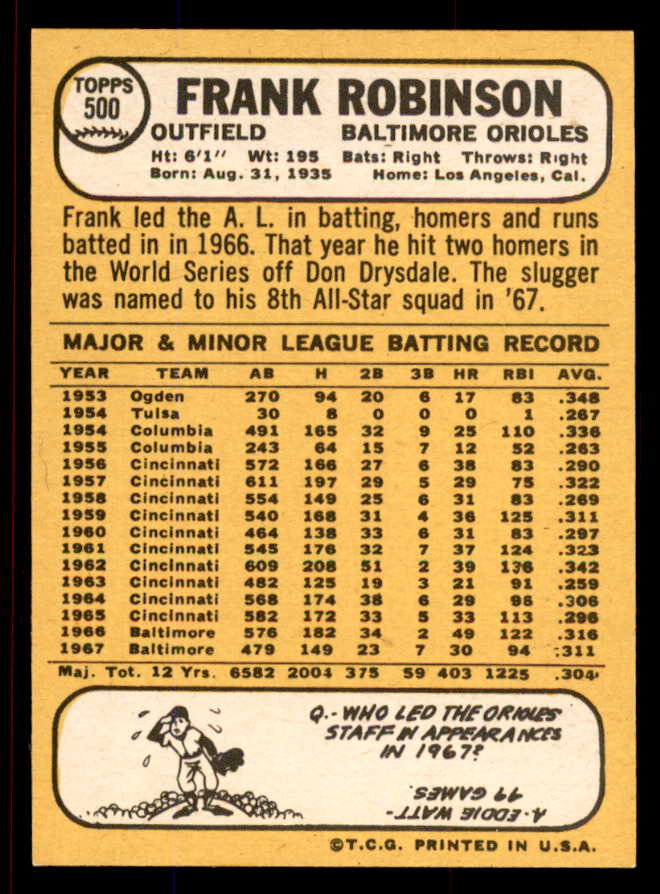 TOPPS
500
FRANK ROBINSON
OUTFIELD BALTIMORE ORIOLES
Ht: 6'1" Wt: 195 Bats: Right Throws: Right
Born: Aug. 31, 1935 Home: Los Angeles, Cal.
Frank led the A. L. in batting, homers and runs
batted in in 1966. That year he hit two homers in
the World Series off Don Drysdale. The slugger
was named to his 8th All-Star squad in '67.
MAJOR & MINOR LEAGUE BATTING RECORD
YEAR TEAM AB H 2B 3B HR RBI AVG.
1953 Ogden 270 94 20 6 17 83 .348
1954 Tulsa 30 8 0 0 0 1 .267
1954 Columbia 491 165 32 9 25 110 .336
1955 Columbia 243 64 15 7 12 52 .263
1956 Cincinnati 572 166 27 6 38 83 .290
1957 Cincinnati 611 197 29 5 29 75 .322
1958 Cincinnati 554 149 25 6 31 83 .269
1959 Cincinnati 540 168 31 4 36 125 .311
1960 Cincinnati 464 138 33 6 31 83 .297
1961 Cincinnati 545 176 32 7 37 124 .323
1962 Cincinnati 609 208 51 2 39 136 .342
1963 Cincinnati 482 125 19 3 21 91 .259
1964 Cincinnati 568 174 38 6 29 96 .306
1965 Cincinnati 582 172 33 5 33 113 .296
1966 Baltimore 576 182 34 2 49 122 .316
1967 Baltimore 479 149 23 7 30 94 .311
Maj. Tot. 12 Yrs. 6582 2004 375 59 403 1225 .304
Q.-WHO LED THE ORIOLES
STAFF IN APPEARANCES
IN 1967?
A-EDDIE WATT-
49 GAMES
©T.C.G. PRINTED IN U.S.A.